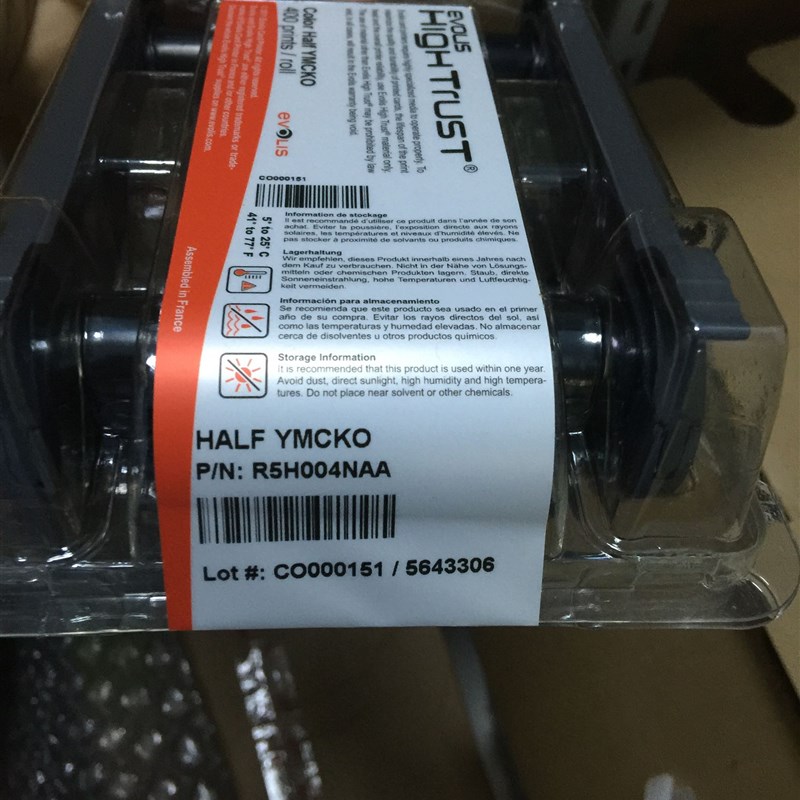 evolis
HIGHTRUST®
Color Half YMCKO
400 prints / roll
evolis
CO000151
Assembled in France
5° to 25° C
41° to 77° F
Information de stockage
Il est recommandé d'utiliser ce produit dans l'année de son
achat. Eviter la poussière, l'exposition directe aux rayons
solaires, les températures et niveaux d'humidité élevés. Ne
pas stocker à proximité de solvants ou produits chimiques.
Lagerhaltung
Wir empfehlen, dieses Produkt innerhalb eines Jahres nach
dem Kauf zu verbrauchen. Nicht in der Nähe von Lösungs-
mitteln oder chemischen Produkten lagern. Staub, direkte
Sonneneinstrahlung, hohe Temperaturen und Luftfeuchtig-
keit vermeiden.
Información para almacenamiento
Se recomienda que este producto sea usado en el primer
año de su compra. Evitar los rayos directos del sol, así
como las temperaturas y humedad elevadas. No almacenar
cerca de disolventes u otros productos químicos.
Storage Information
It is recommended that this product is used within one year.
Avoid dust, direct sunlight, high humidity and high tempera-
tures. Do not place near solvent or other chemicals.
HALF YMCKO
P/N: R5H004NAA
Lot #: CO000151 / 5643306